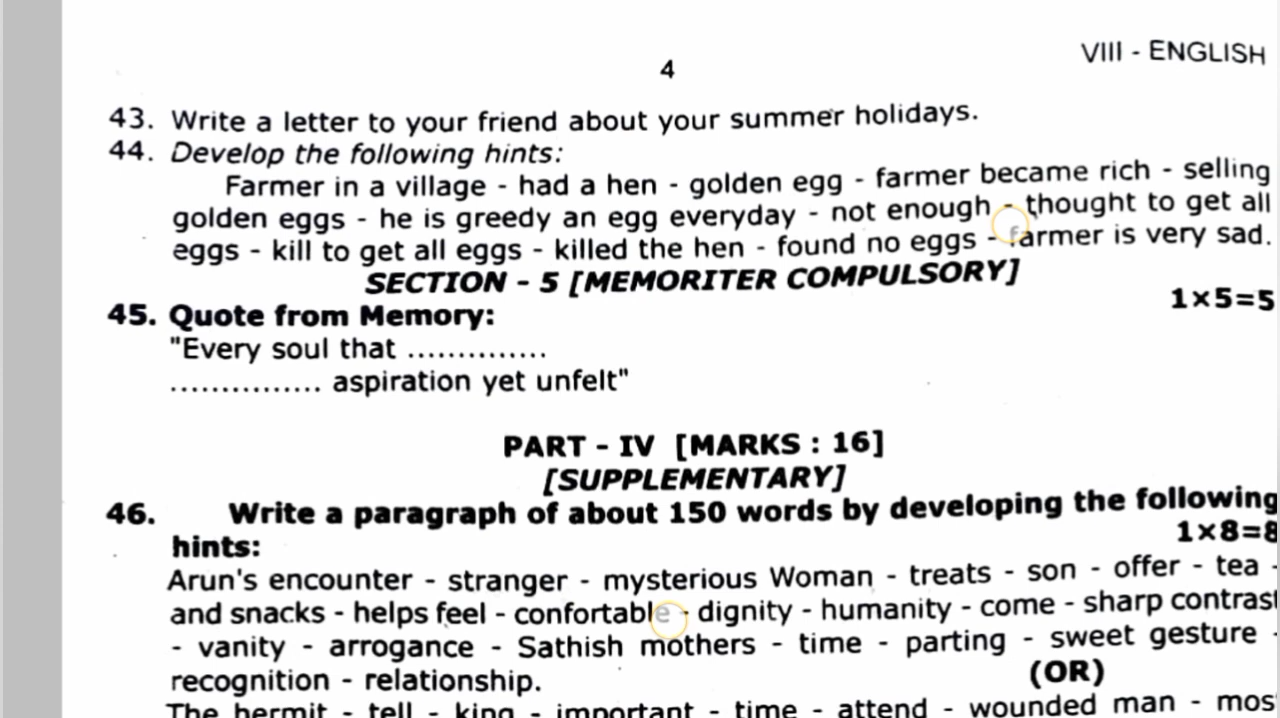 VIII - ENGLISH
4
43. Write a letter to your friend about your summer holidays.
44. Develop the following hints:
Farmer in a village - had a hen - golden egg - farmer became rich - selling
golden eggs - he is greedy an egg everyday - not enough - thought to get all
eggs - kill to get all eggs - killed the hen - found no eggs - farmer is very sad.
SECTION - 5 [MEMORITER COMPULSORY]
1×5=5
45. Quote from Memory:
"Every soul that ..............
............... aspiration yet unfelt"
PART - IV [MARKS : 16]
[SUPPLEMENTARY]
46. Write a paragraph of about 150 words by developing the following
hints: 1×8=8
Arun's encounter - stranger - mysterious Woman - treats - son - offer - tea -
and snacks - helps feel - confortable - dignity - humanity - come - sharp contrast
- vanity - arrogance - Sathish mothers - time - parting - sweet gesture -
recognition - relationship. (OR)
The hermit - tell - king - important - time - attend - wounded man - mos